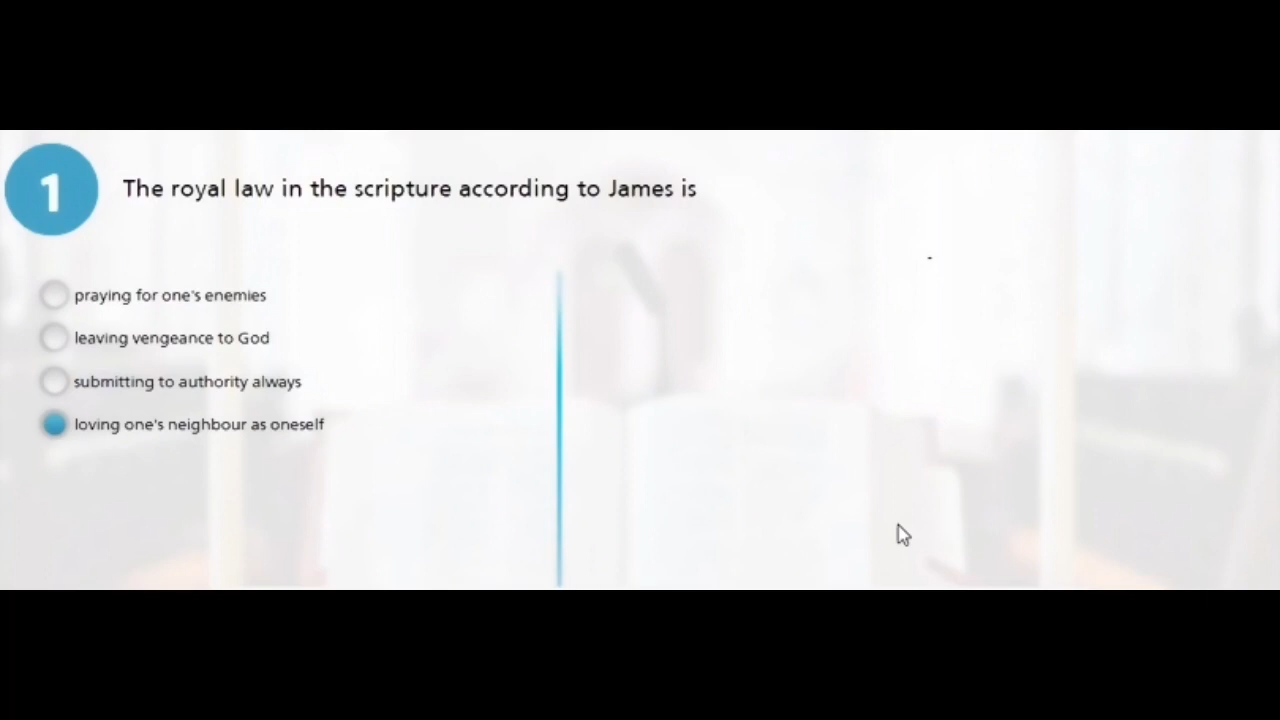 1
The royal law in the scripture according to James is
praying for one's enemies
leaving vengeance to God
submitting to authority always
loving one's neighbour as oneself